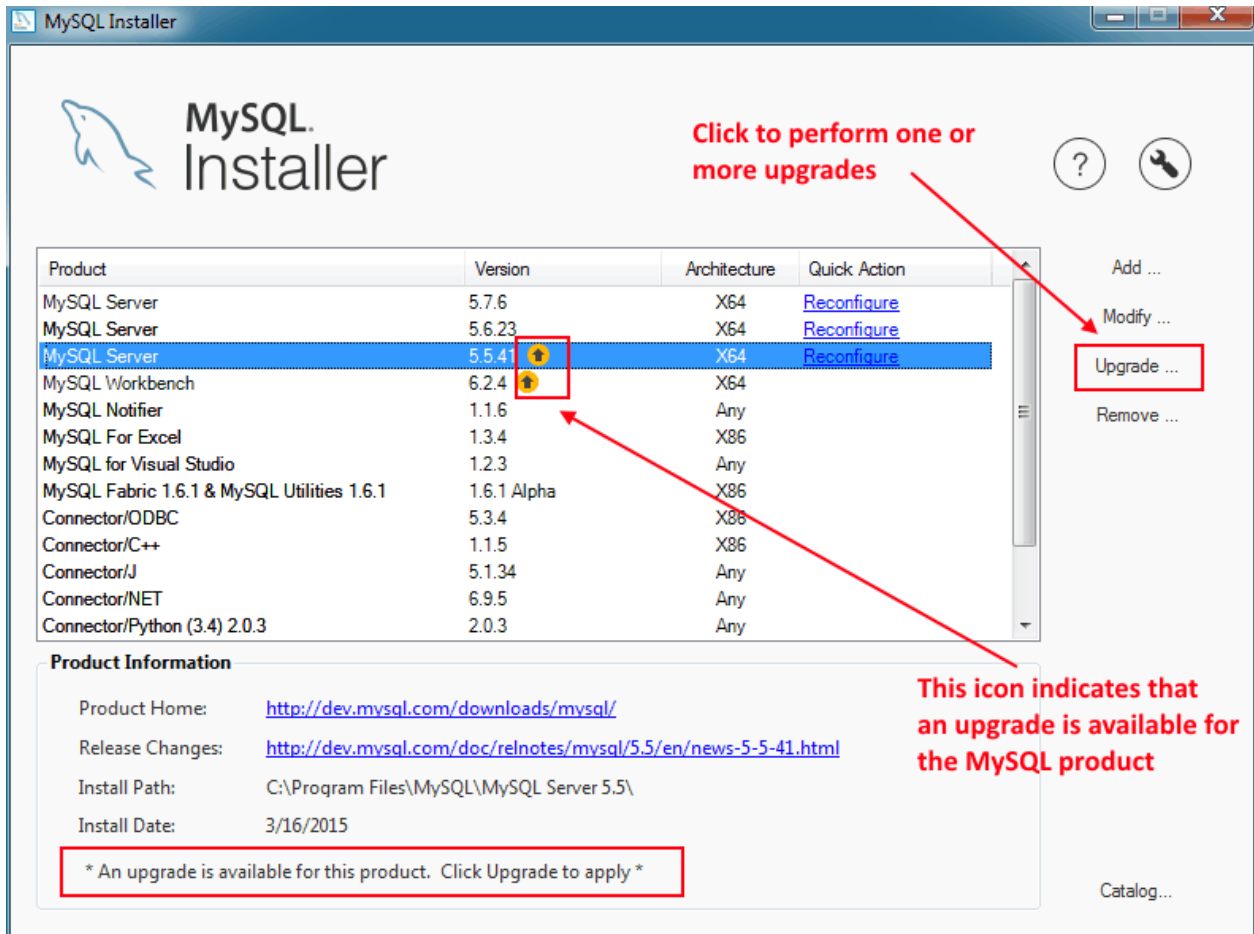 MySQL Installer
MySQL.
Installer
Click to perform one or
more upgrades
?
Product Version Architecture Quick Action
MySQL Server 5.7.6 X64 Reconfigure
MySQL Server 5.6.23 X64 Reconfigure
MySQL Server 5.5.41 X64 Reconfigure
MySQL Workbench 6.2.4 X64
MySQL Notifier 1.1.6 Any
MySQL For Excel 1.3.4 X86
MySQL for Visual Studio 1.2.3 Any
MySQL Fabric 1.6.1 & MySQL Utilities 1.6.1 1.6.1 Alpha X86
Connector/ODBC 5.3.4 X86
Connector/C++ 1.1.5 X86
Connector/J 5.1.34 Any
Connector/NET 6.9.5 Any
Connector/Python (3.4) 2.0.3 2.0.3 Any
Add ...
Modify ...
Upgrade ...
Remove ...
Product Information
Product Home: http://dev.mysql.com/downloads/mysql/
Release Changes: http://dev.mysql.com/doc/relnotes/mysql/5.5/en/news-5-5-41.html
Install Path: C:\Program Files\MySQL\MySQL Server 5.5\
Install Date: 3/16/2015
* An upgrade is available for this product. Click Upgrade to apply *
This icon indicates that
an upgrade is available for
the MySQL product
Catalog...